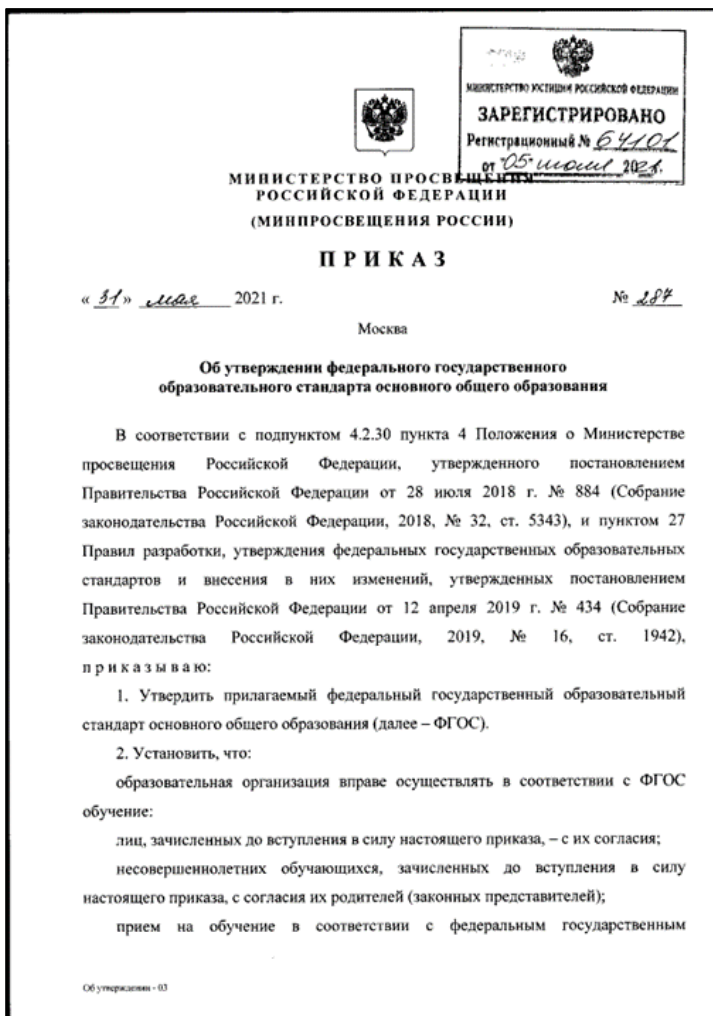 МИНИСТЕРСТВО ЮСТИЦИИ РОССИЙСКОЙ ФЕДЕРАЦИИ
ЗАРЕГИСТРИРОВАНО
Регистрационный № 64101
от "05" июля 2021.
МИНИСТЕРСТВО ПРОСВЕЩЕНИЯ
РОССИЙСКОЙ ФЕДЕРАЦИИ
(МИНПРОСВЕЩЕНИЯ РОССИИ)
ПРИКАЗ
« 31 » мая 2021 г.
№ 287
Москва
Об утверждении федерального государственного
образовательного стандарта основного общего образования
В соответствии с подпунктом 4.2.30 пункта 4 Положения о Министерстве
просвещения Российской Федерации, утвержденного постановлением
Правительства Российской Федерации от 28 июля 2018 г. № 884 (Собрание
законодательства Российской Федерации, 2018, № 32, ст. 5343), и пунктом 27
Правил разработки, утверждения федеральных государственных образовательных
стандартов и внесения в них изменений, утвержденных постановлением
Правительства Российской Федерации от 12 апреля 2019 г. № 434 (Собрание
законодательства Российской Федерации, 2019, № 16, ст. 1942),
п р и к а з ы в а ю:
1. Утвердить прилагаемый федеральный государственный образовательный
стандарт основного общего образования (далее – ФГОС).
2. Установить, что:
образовательная организация вправе осуществлять в соответствии с ФГОС
обучение:
лиц, зачисленных до вступления в силу настоящего приказа, – с их согласия;
несовершеннолетних обучающихся, зачисленных до вступления в силу
настоящего приказа, с согласия их родителей (законных представителей);
прием на обучение в соответствии с федеральным государственным
Об утверждении - 03